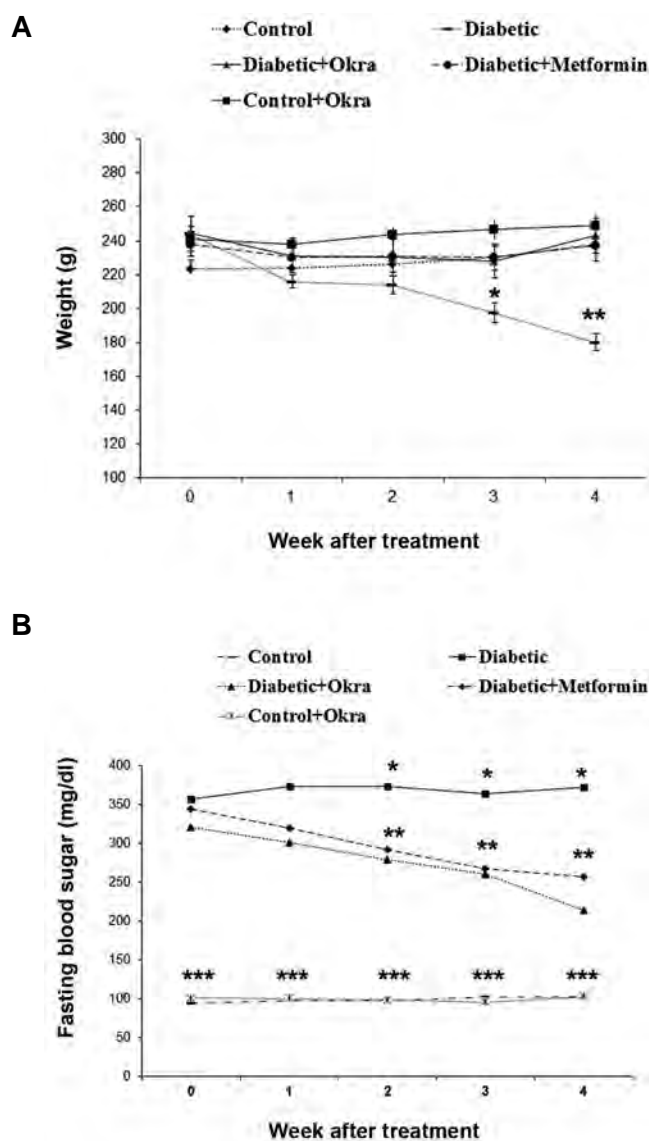 A
Control Diabetic
Diabetic+Okra Diabetic+Metformin
Control+Okra
300
280
260
240
220
200
180
160
140
120
100
Weight (g)
*
**
0 1 2 3 4
Week after treatment
B
Control Diabetic
Diabetic+Okra Diabetic+Metformin
Control+Okra
400
350
300
250
200
150
100
50
0
Fasting blood sugar (mg/dl)
* * *
** ** **
*** *** *** *** ***
0 1 2 3 4
Week after treatment